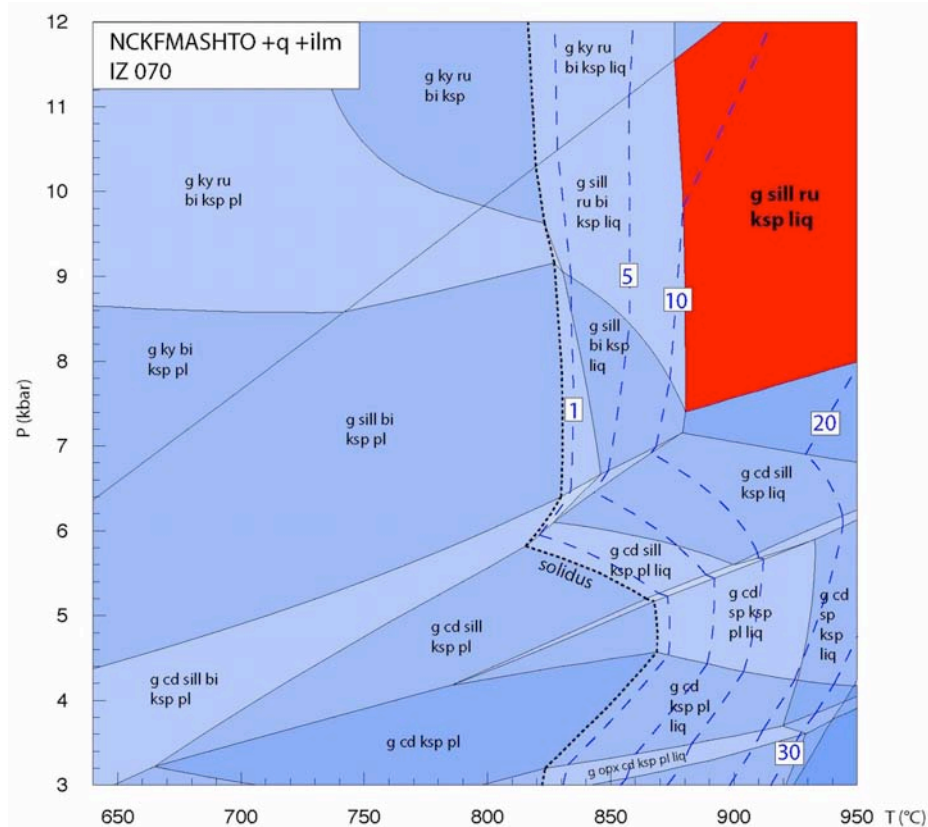 12
NCKFMASHTO +q +ilm
IZ 070
g ky ru
bi ksp
g ky ru
bi ksp liq
11
g ky ru
bi ksp pl
g sill
ru bi
ksp liq
g sill ru
ksp liq
10
9
5
10
g sill
bi ksp
liq
g ky bi
ksp pl
8
P (kbar)
g sill bi
ksp pl
1
20
7
g cd sill
ksp liq
6
solidus
g cd sill
ksp pl liq
5
g cd sill
ksp pl
g cd
sp ksp
pl liq
g cd
sp
ksp
liq
g cd sill bi
ksp pl
4
g cd ksp pl
g cd
ksp pl
liq
g opx cd ksp pl liq
30
3
650
700
750
800
850
900
950
T (°C)